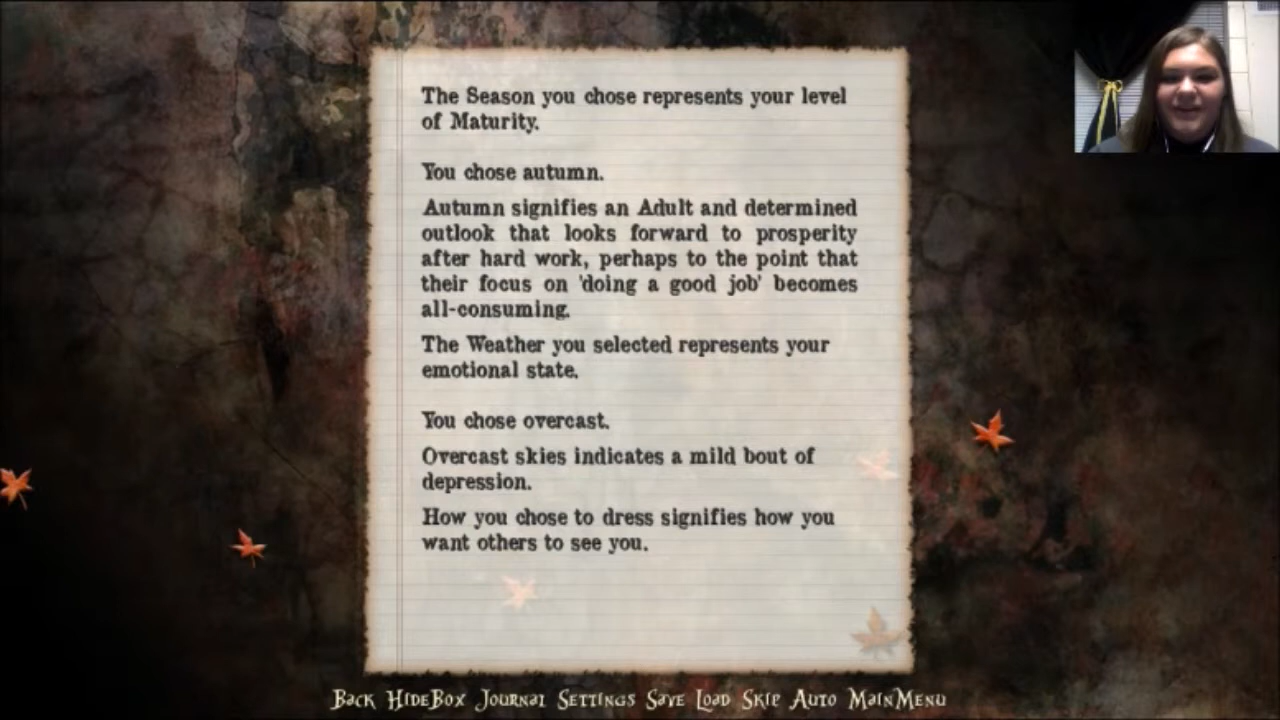 The Season you chose represents your level
of Maturity.
You chose autumn.
Autumn signifies an Adult and determined
outlook that looks forward to prosperity
after hard work, perhaps to the point that
their focus on 'doing a good job' becomes
all-consuming.
The Weather you selected represents your
emotional state.
You chose overcast.
Overcast skies indicates a mild bout of
depression.
How you chose to dress signifies how you
want others to see you.
Back HideBox Journal Settings Save Load Skip Auto MainMenu